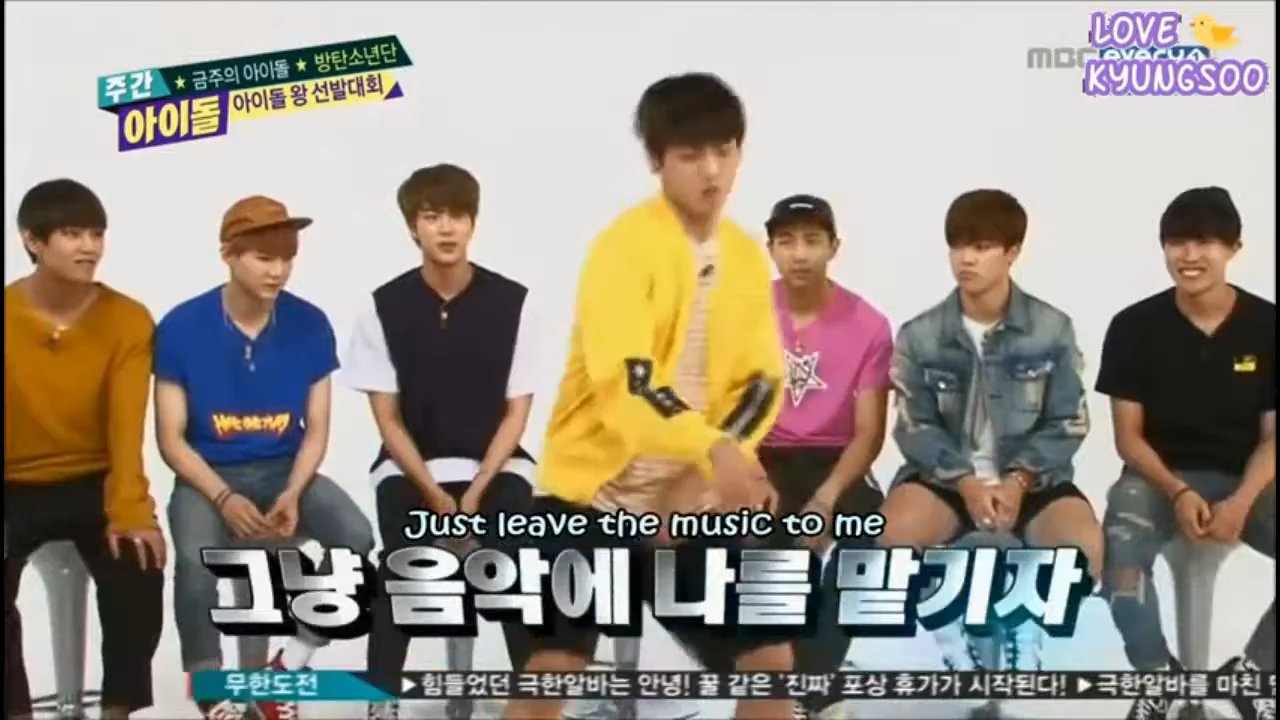 주간
★ 금주의 아이돌 ★ 방탄소년단
아이돌
아이돌 왕 선발대회
LOVE
KYUNGSOO
MBC every1
Just leave the music to me
그냥 음악에 나를 맡기자
무한도전
▶힘들었던 극한알바는 안녕! 꿀 같은 '진짜' 포상 휴가가 시작된다! ▶극한알바를 마친